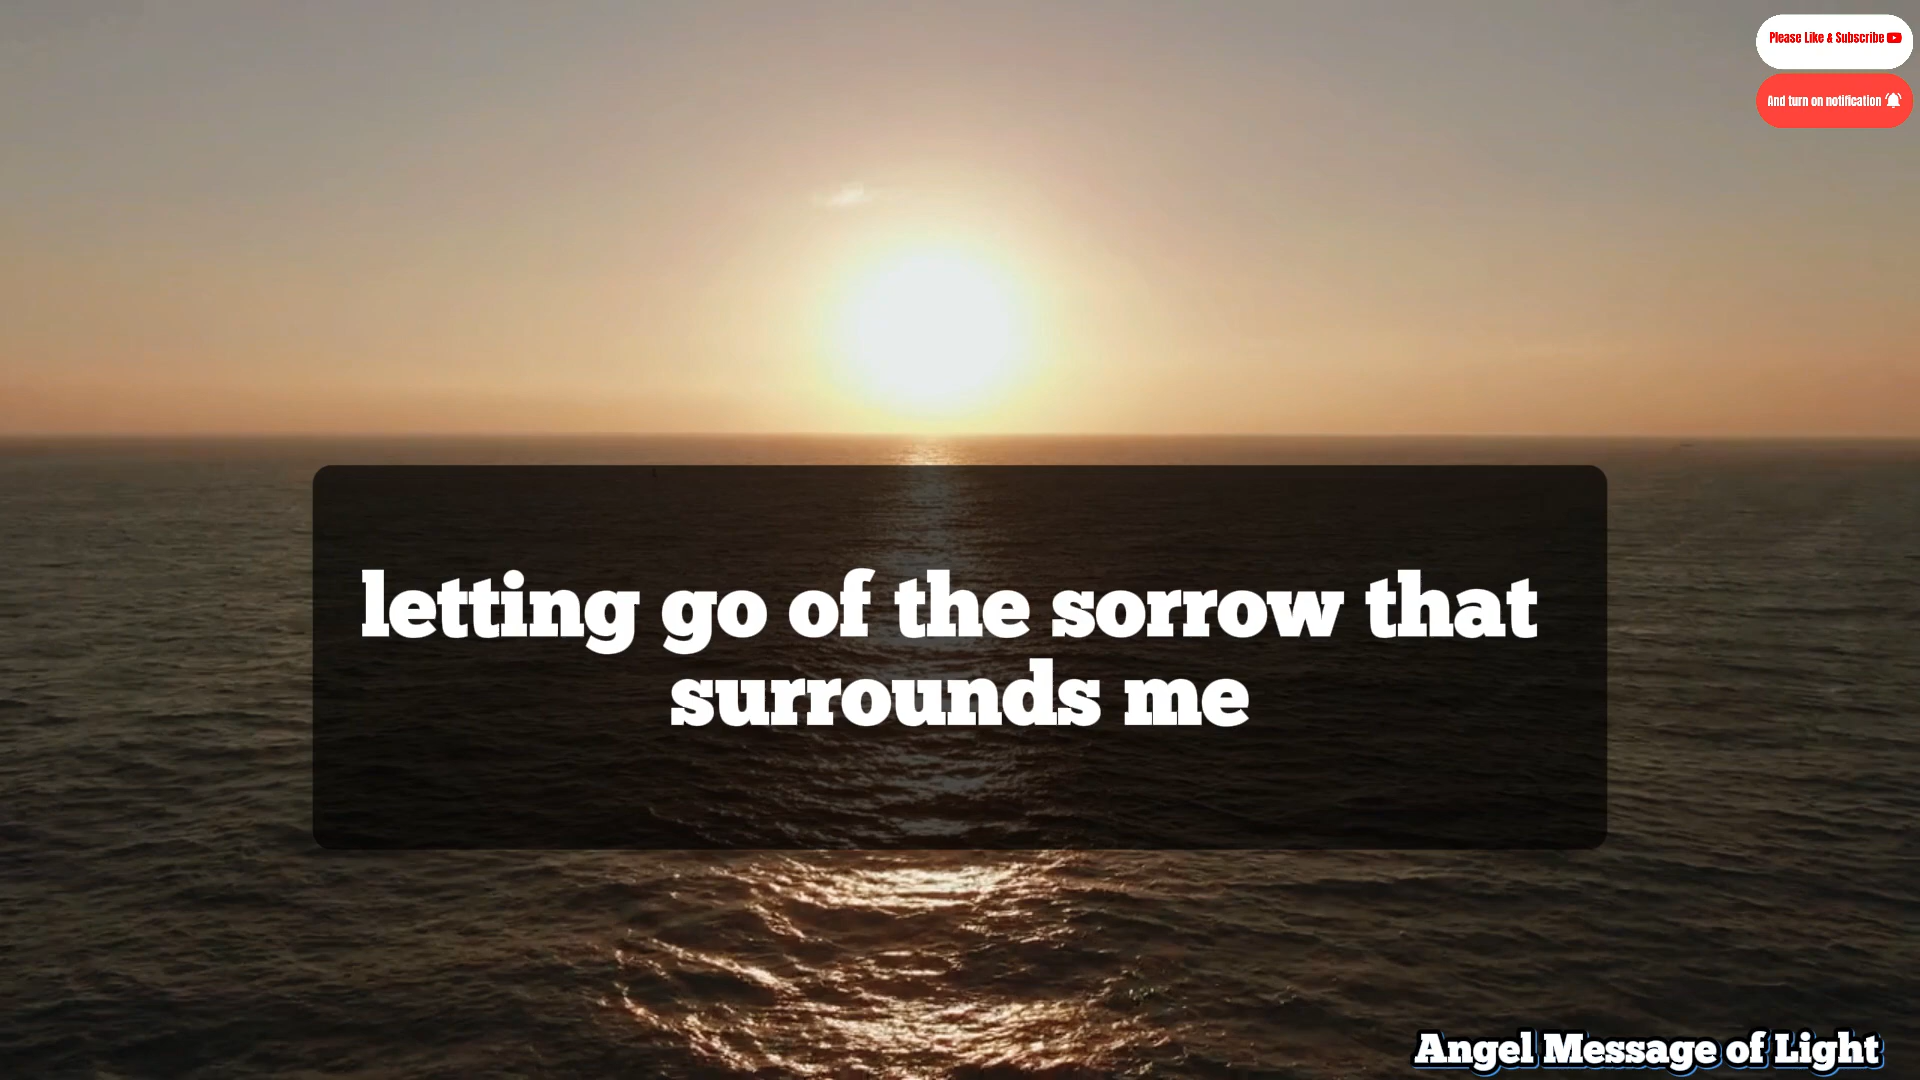 Please Like & Subscribe
And turn on notification
letting go of the sorrow that
surrounds me
Angel Message of Light